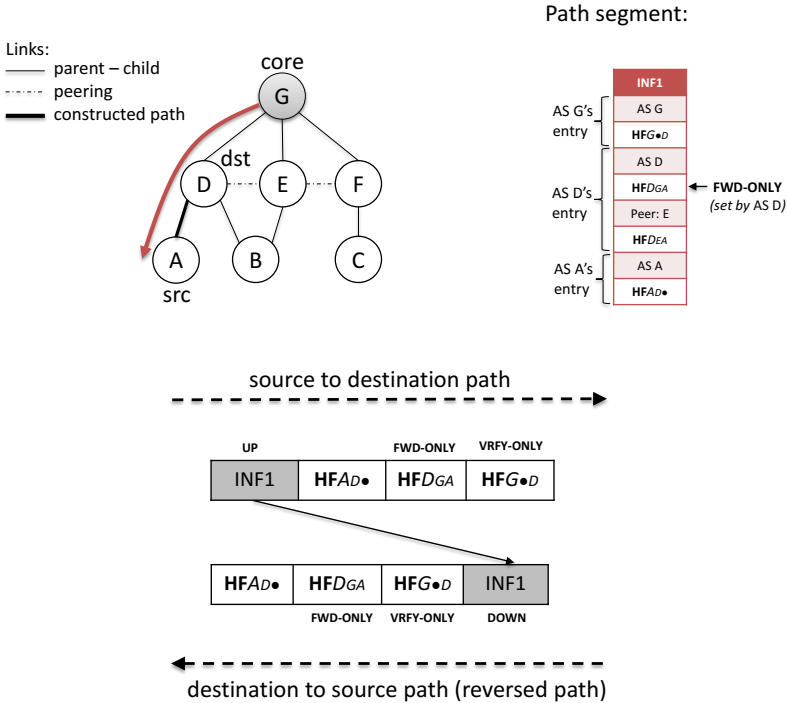 Path segment:
Links:
parent – child
peering
constructed path
core
G
dst
D
E
F
A
B
C
src
INF1
AS G's
entry
AS G
HFG●D
AS D's
entry
AS D
HFDGA
FWD-ONLY
(set by AS D)
Peer: E
HFDEA
AS A's
entry
AS A
HFAD●
source to destination path
UP
FWD-ONLY
VRFY-ONLY
INF1
HFAD●
HFDGA
HFG●D
HFAD●
HFDGA
HFG●D
INF1
FWD-ONLY
VRFY-ONLY
DOWN
destination to source path (reversed path)